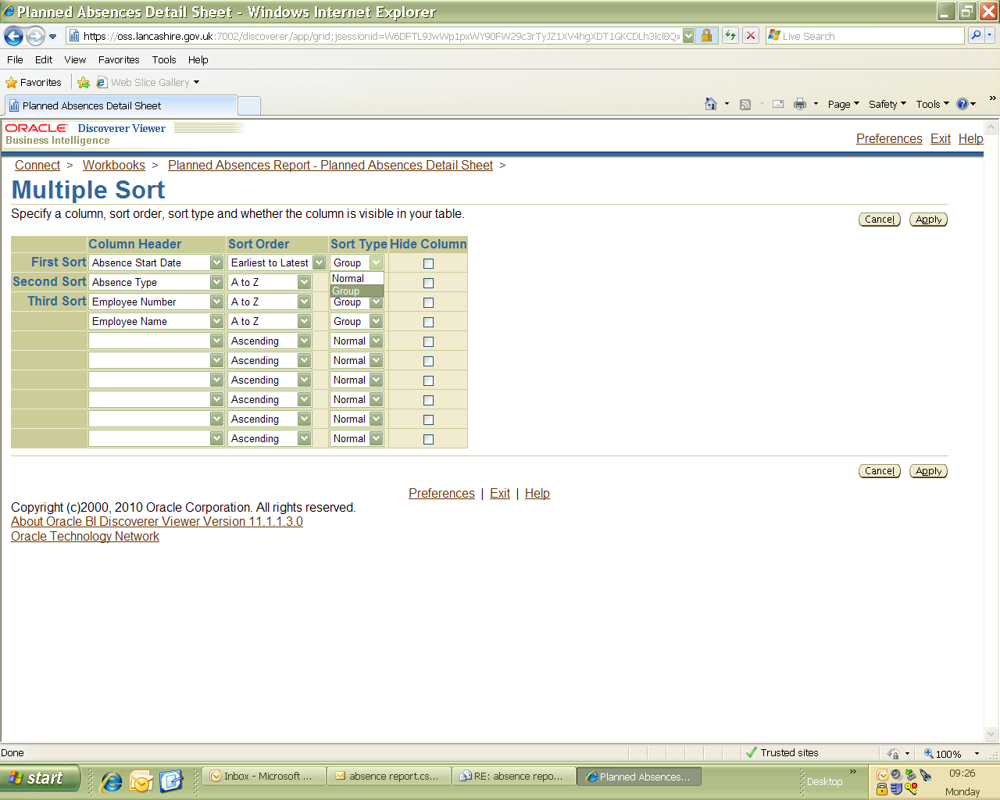 Planned Absences Detail Sheet - Windows Internet Explorer
https://oss.lancashire.gov.uk:7002/discoverer/app/grid;jsessionid=W6DFTL9JwWp1pxWY90FW29c3rTyJZ1XV4hgXDT1GKCDLh3lcl8Qx
Live Search
File Edit View Favorites Tools Help
Favorites Web Slice Gallery
Planned Absences Detail Sheet
Page Safety Tools »
ORACLE Discoverer Viewer
Business Intelligence
Preferences Exit Help
Connect > Workbooks > Planned Absences Report - Planned Absences Detail Sheet >
Multiple Sort
Specify a column, sort order, sort type and whether the column is visible in your table.
Cancel Apply
Column Header Sort Order Sort Type Hide Column
First Sort Absence Start Date Earliest to Latest Group
Normal
Second Sort Absence Type A to Z
Group
Third Sort Employee Number A to Z Group
Employee Name A to Z Group
Ascending Normal
Ascending Normal
Ascending Normal
Ascending Normal
Ascending Normal
Ascending Normal
Cancel Apply
Preferences | Exit | Help
Copyright (c)2000, 2010 Oracle Corporation. All rights reserved.
About Oracle BI Discoverer Viewer Version 11.1.1.3.0
Oracle Technology Network
Done Trusted sites 100%
start Inbox - Microsoft ... absence report.cs... RE: absence repo... Planned Absences... Desktop » 09:26
Monday